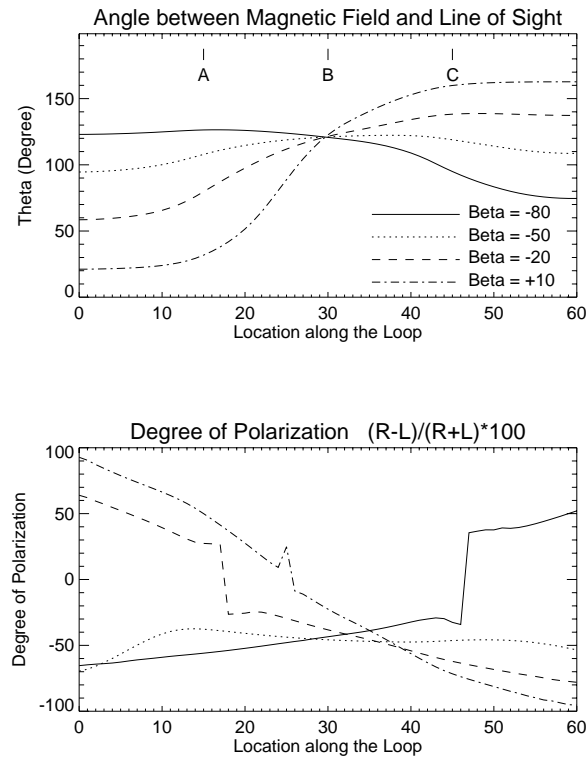 Angle between Magnetic Field and Line of Sight
A B C
150
100
50
0
Theta (Degree)
Beta = -80
Beta = -50
Beta = -20
Beta = +10
0 10 20 30 40 50 60
Location along the Loop
Degree of Polarization (R-L)/(R+L)*100
100
50
0
-50
-100
Degree of Polarization
0 10 20 30 40 50 60
Location along the Loop